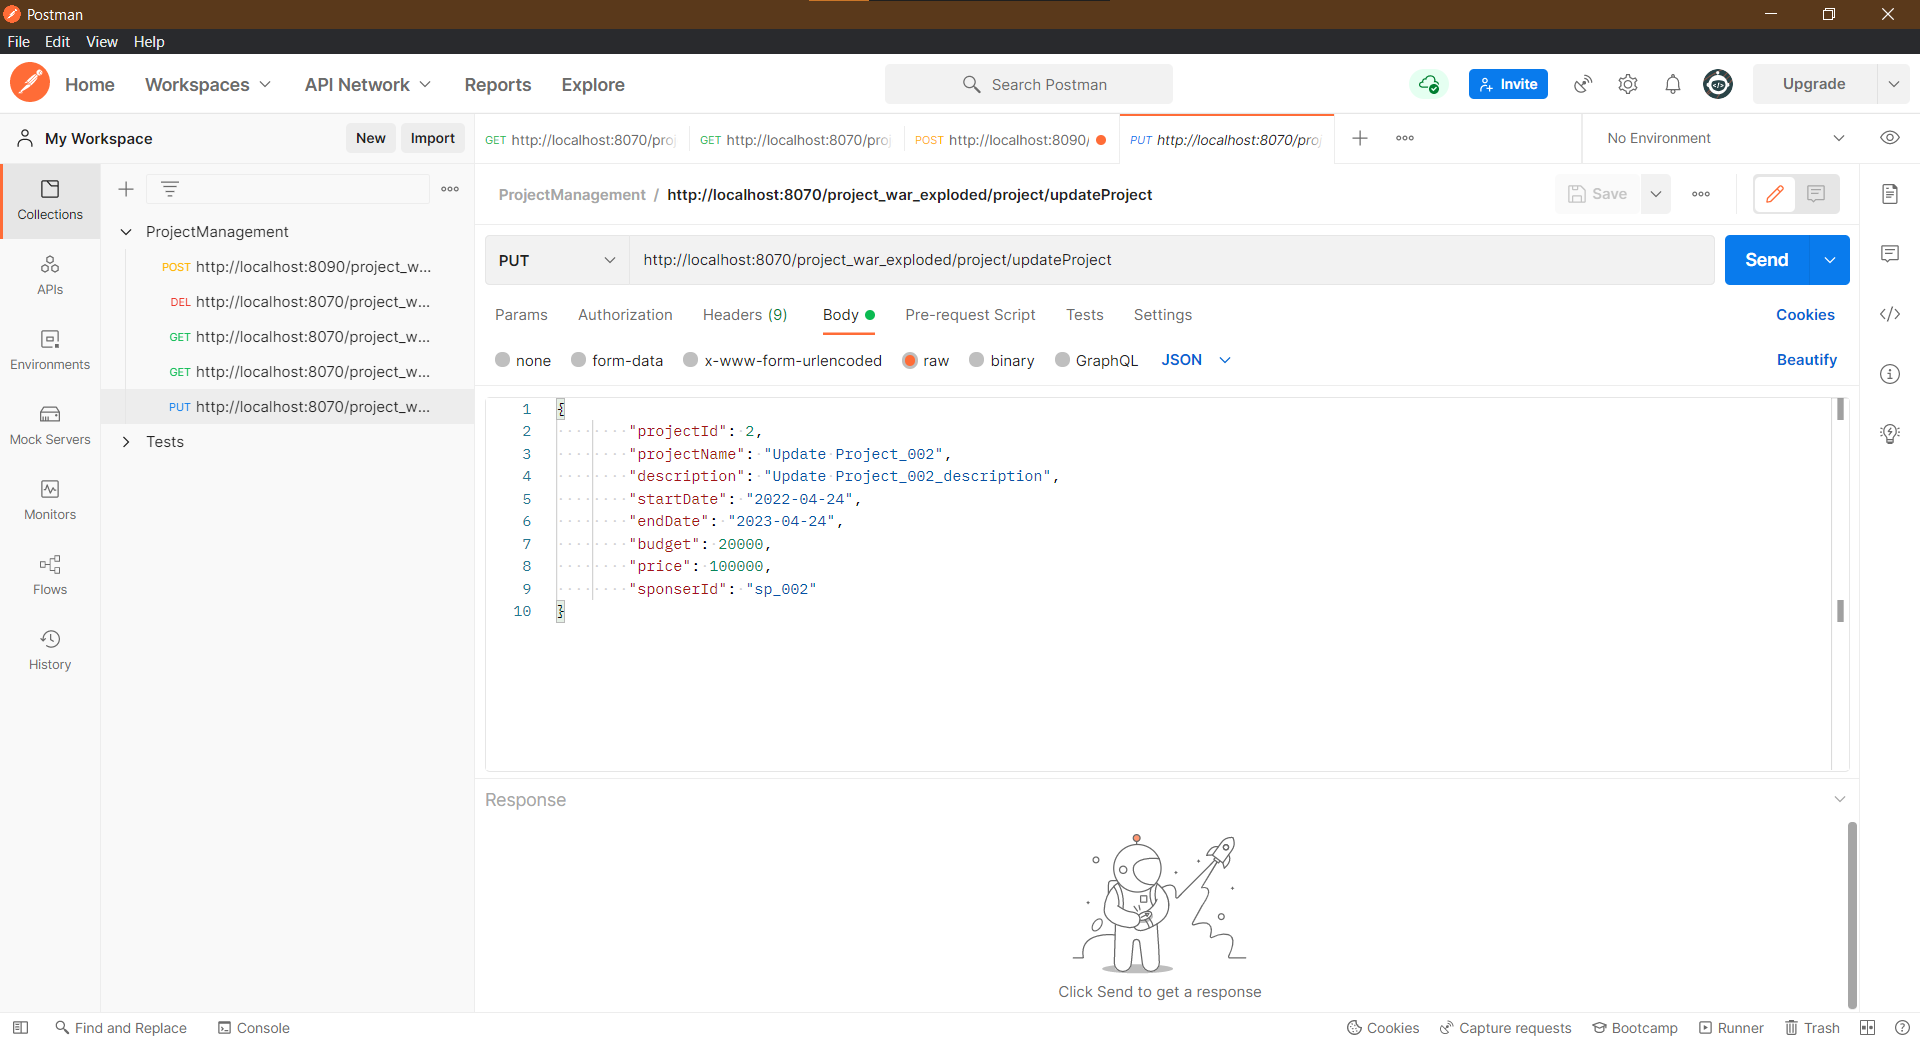 Postman
File Edit View Help
Home Workspaces API Network Reports Explore Search Postman Invite Upgrade
My Workspace New Import
GET http://localhost:8070/pro GET http://localhost:8070/pro POST http://localhost:8090/ PUT http://localhost:8070/pro No Environment
Collections
APIs
Environments
Mock Servers
Monitors
Flows
History
ProjectManagement
POST http://localhost:8090/project_w...
DEL http://localhost:8070/project_w...
GET http://localhost:8070/project_w...
GET http://localhost:8070/project_w...
PUT http://localhost:8070/project_w...
Tests
ProjectManagement / http://localhost:8070/project_war_exploded/project/updateProject Save
PUT http://localhost:8070/project_war_exploded/project/updateProject Send
Params Authorization Headers (9) Body Pre-request Script Tests Settings Cookies
none form-data x-www-form-urlencoded raw binary GraphQL JSON Beautify
1 {
2 "projectId": 2,
3 "projectName": "Update Project_002",
4 "description": "Update Project_002_description",
5 "startDate": "2022-04-24",
6 "endDate": "2023-04-24",
7 "budget": 20000,
8 "price": 100000,
9 "sponserId": "sp_002"
10 }
Response
Click Send to get a response
Find and Replace Console Cookies Capture requests Bootcamp Runner Trash